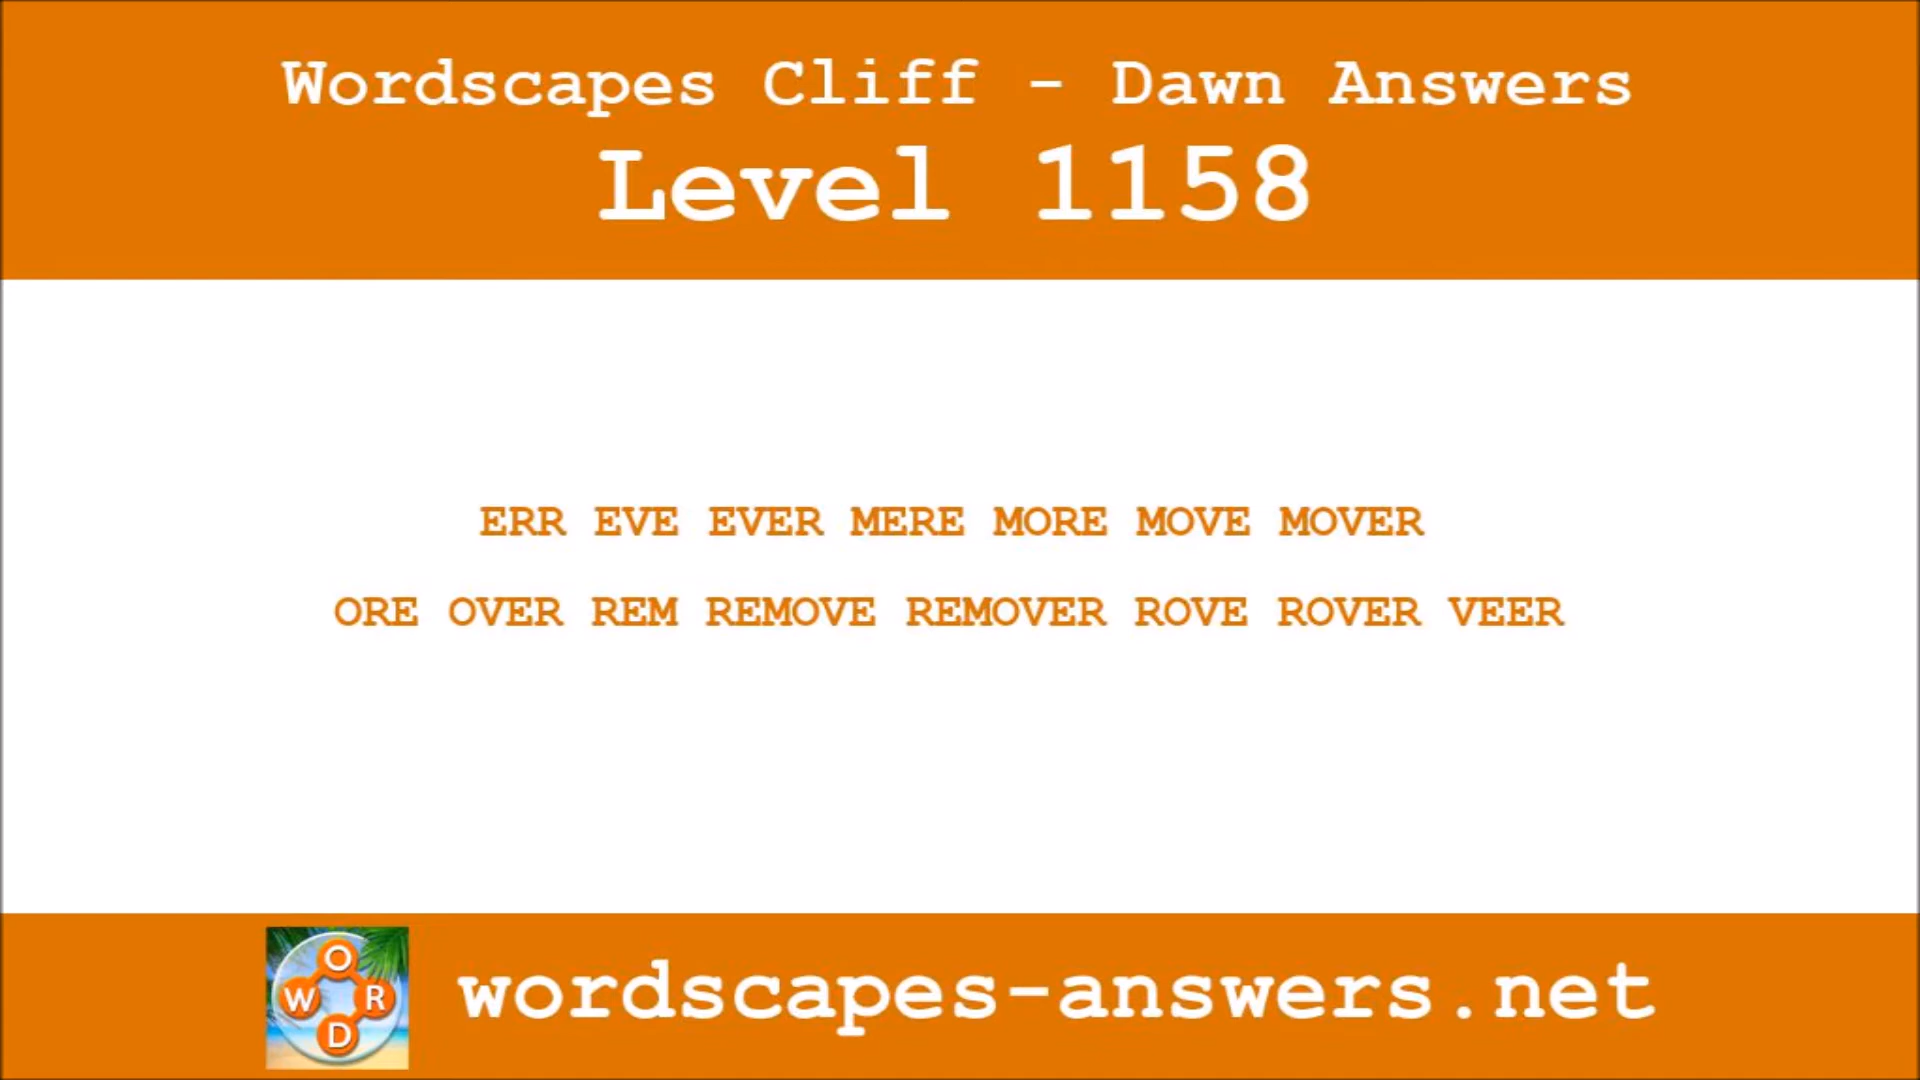 Wordscapes Cliff - Dawn Answers
Level 1158
ERR EVE EVER MERE MORE MOVE MOVER
ORE OVER REM REMOVE REMOVER ROVE ROVER VEER
O
W R
D
wordscapes-answers.net